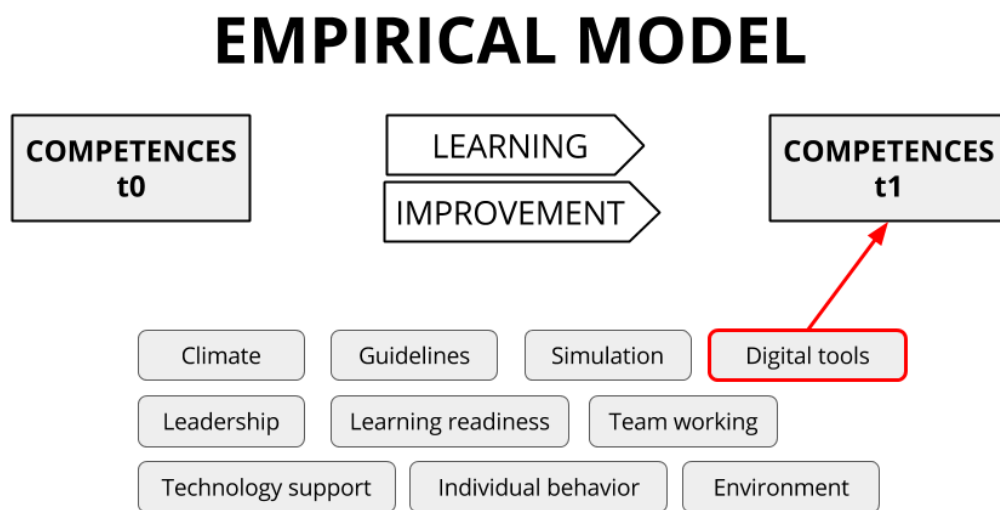 EMPIRICAL MODEL
COMPETENCES
t0
LEARNING
IMPROVEMENT
COMPETENCES
t1
Climate
Guidelines
Simulation
Digital tools
Leadership
Learning readiness
Team working
Technology support
Individual behavior
Environment